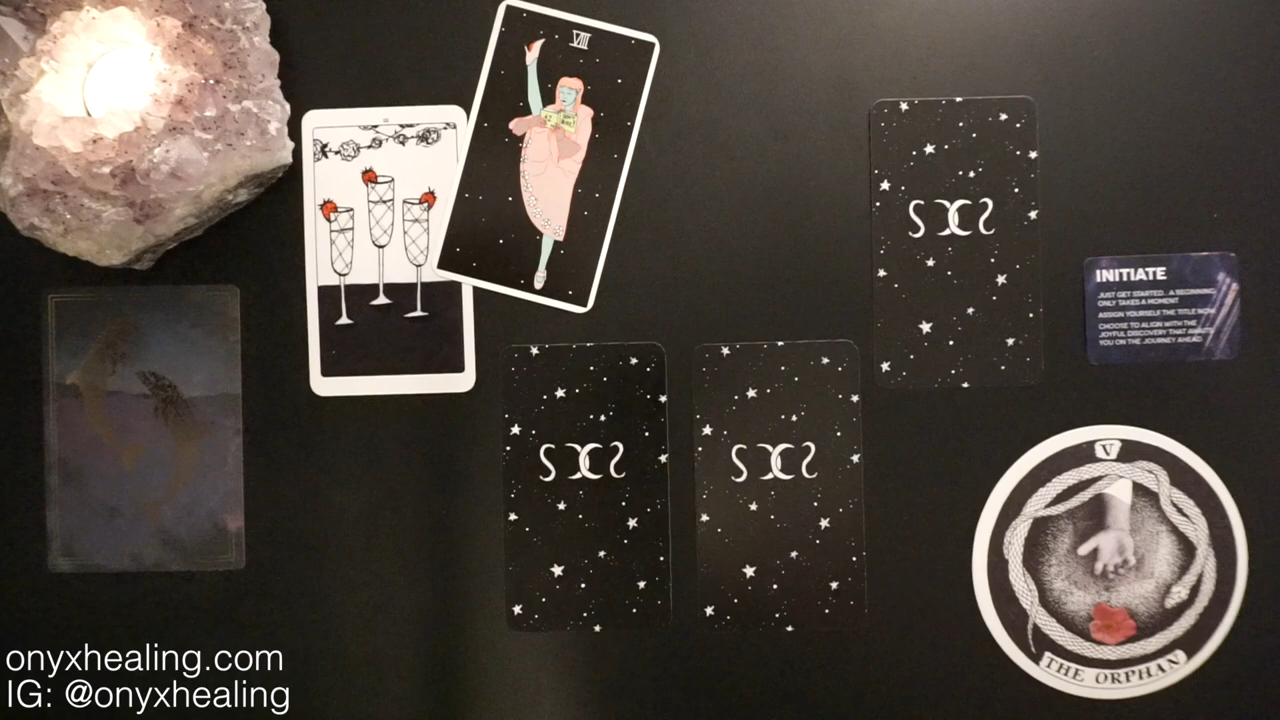 VIII
INITIATE
JUST GET STARTED. A BEGINNING
ONLY TAKES A MOMENT
ASSIGN YOURSELF THE TITLE NOW
CHOOSE TO ALIGN WITH THE
JOYFUL DISCOVERY THAT AWAITS
YOU ON THE JOURNEY AHEAD
V
THE ORPHAN
onyxhealing.com
IG: @onyxhealing